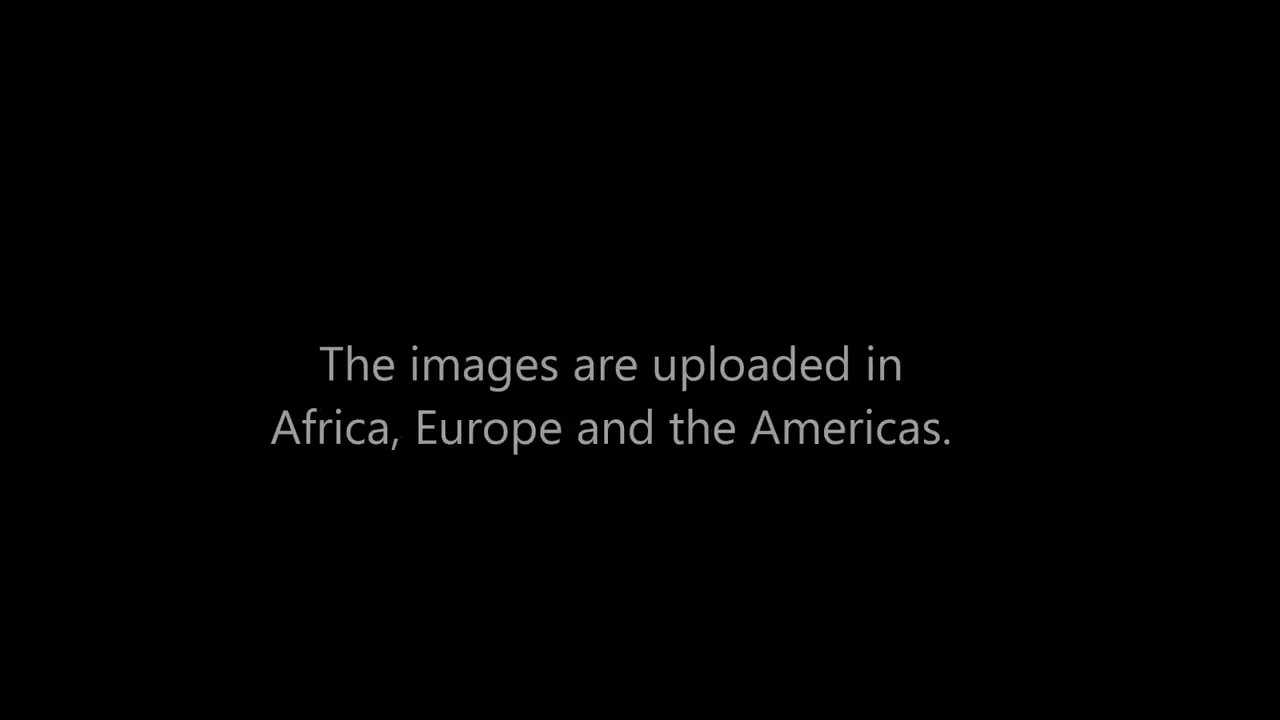 The images are uploaded in
Africa, Europe and the Americas.